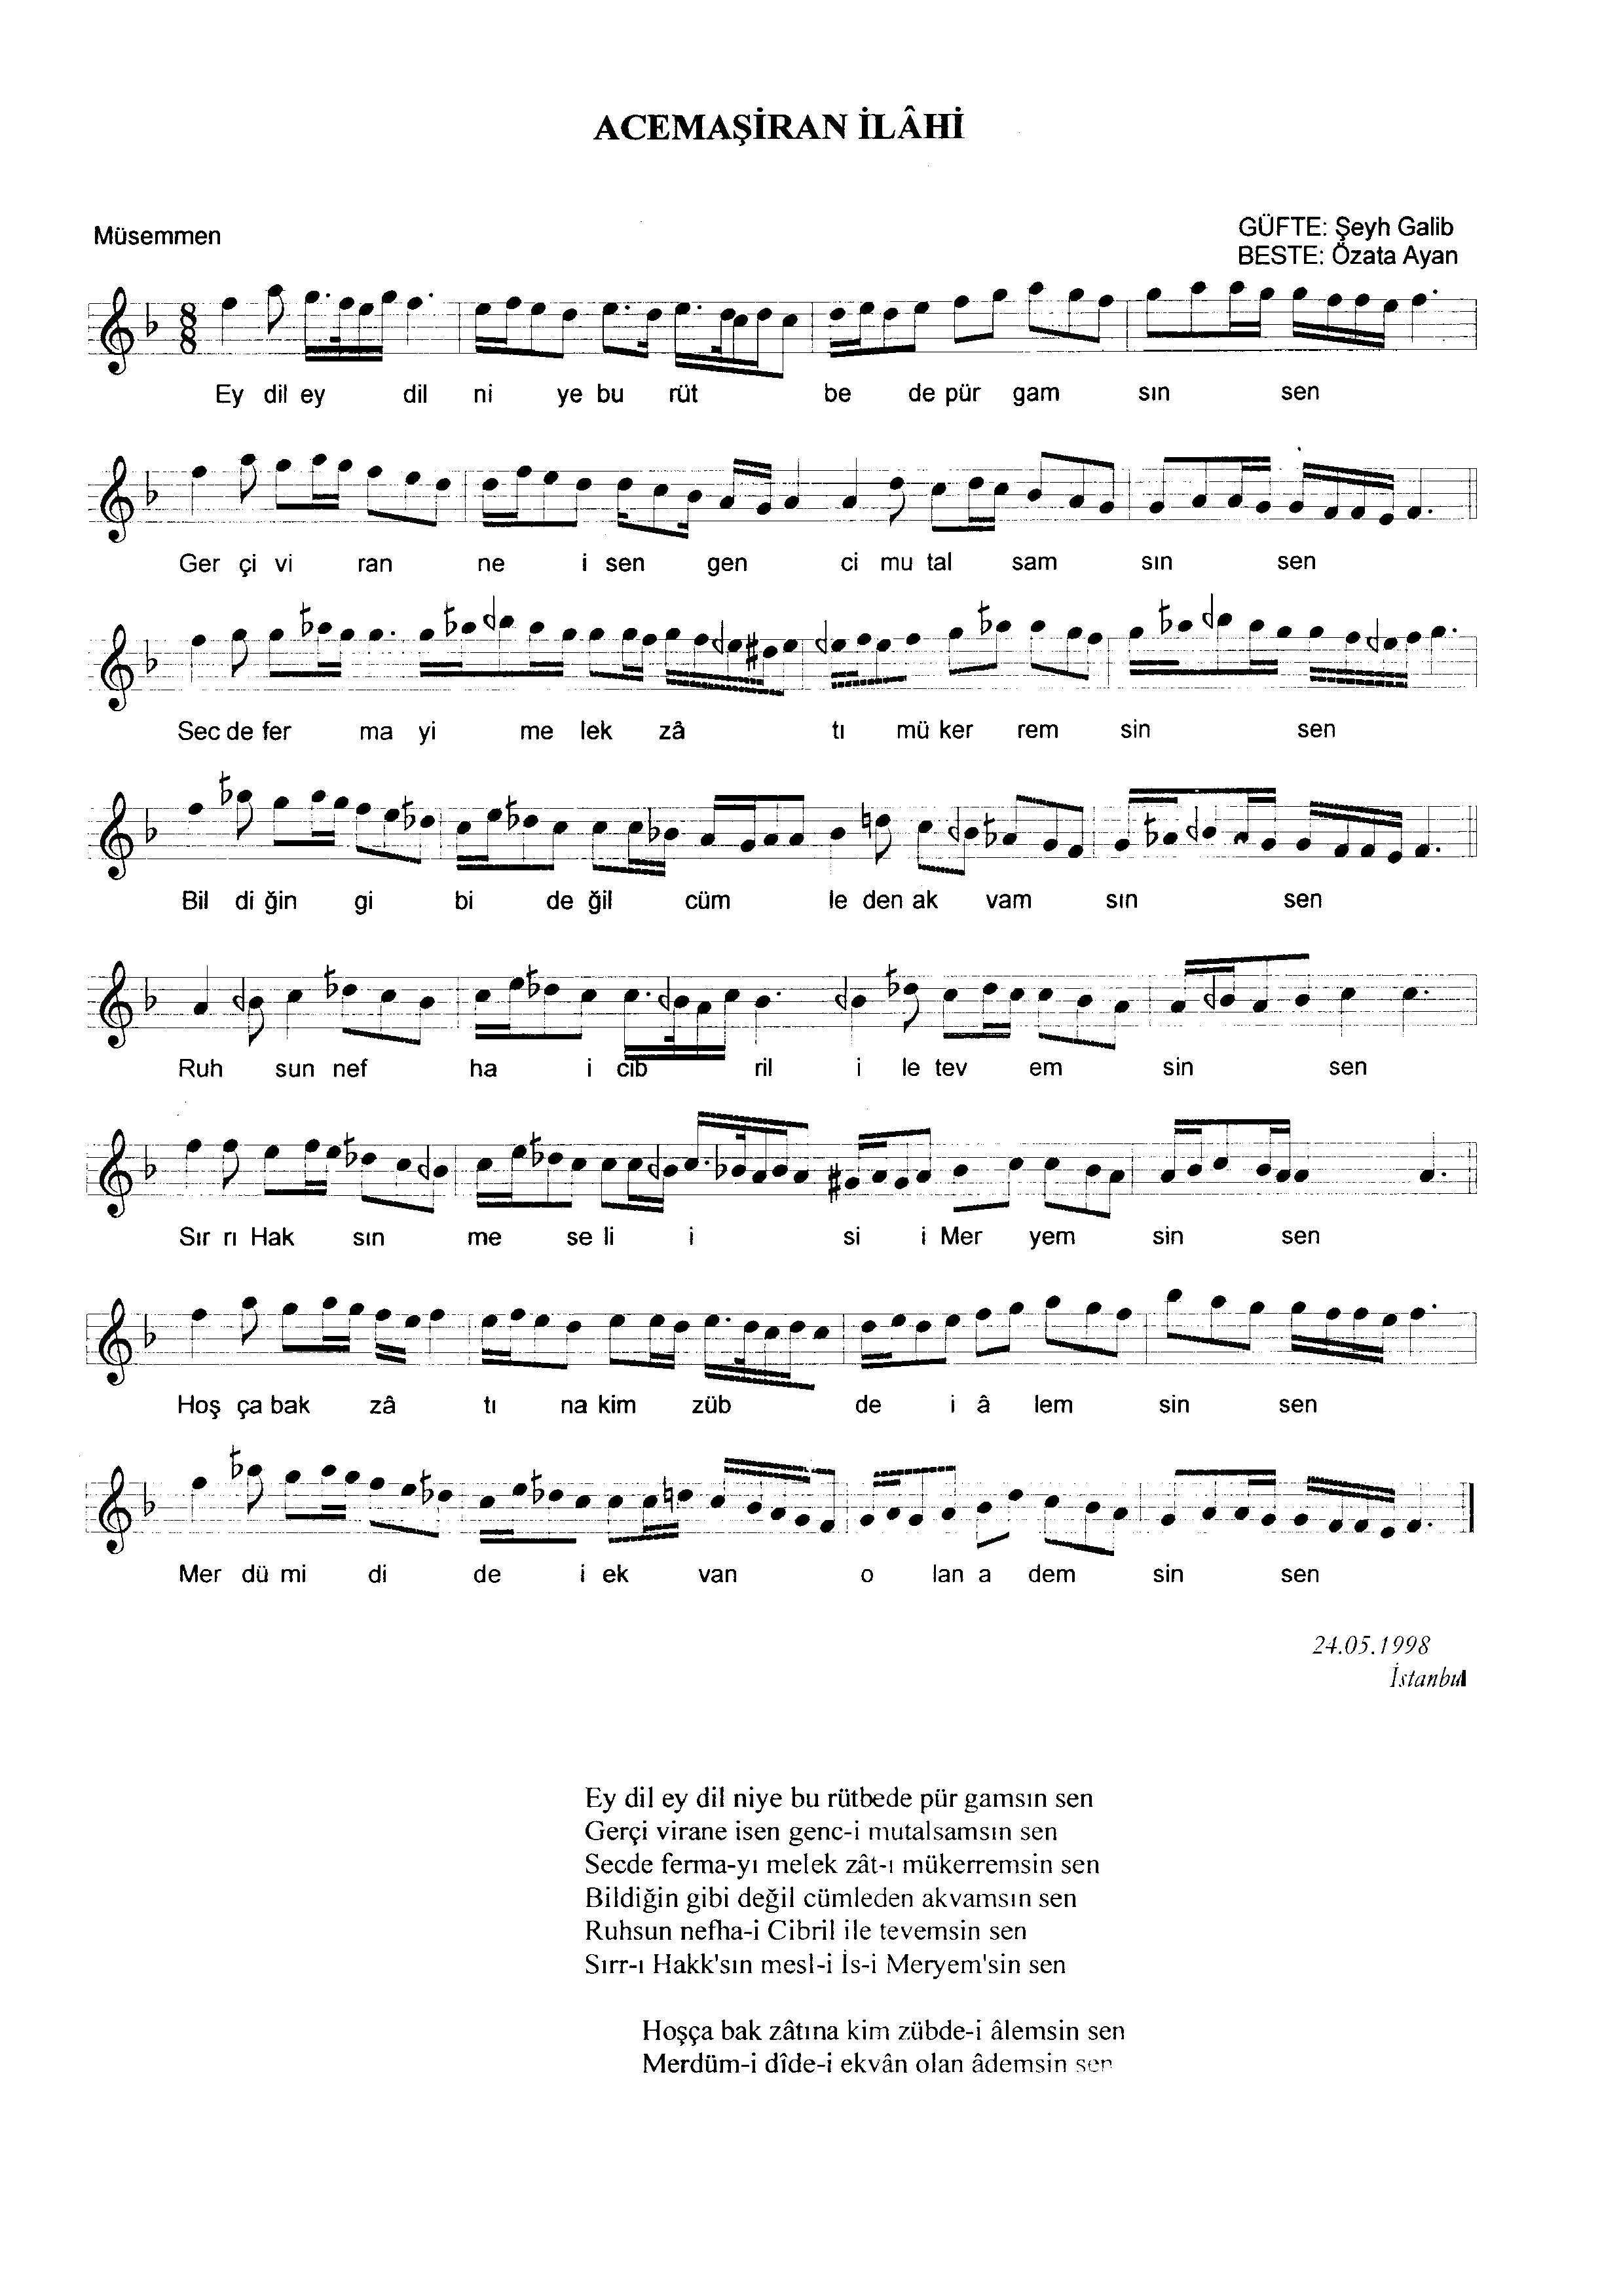 ACEMAŞİRAN İLÂHİ
Müsemmen
GÜFTE: Şeyh Galib
BESTE: Özata Ayan
8
8
Ey dil ey dil ni ye bu rüt be de pür gam sın sen
Ger çi vi ran ne i sen gen ci mu tal sam sın sen
Sec de fer ma yi me lek zâ tı mü ker rem sin sen
Bil di ğin gi bi de ğil cüm le den ak vam sın sen
Ruh sun nef ha i cib ril i le tev em sin sen
Sır rı Hak sın me se li i si i Mer yem sin sen
Hoş ça bak zâ tı na kim züb de i â lem sin sen
Mer dü mi di de i ek van o lan a dem sin sen
24.05.1998
İstanbul
Ey dil ey dil niye bu rütbede pür gamsın sen
Gerçi virane isen genc-i mutalsamsın sen
Secde ferma-yı melek zât-ı mükerremsin sen
Bildiğin gibi değil cümleden akvamsın sen
Ruhsun nefha-i Cibril ile tevemsin sen
Sırr-ı Hakk'sın mesl-i İs-i Meryem'sin sen
Hoşça bak zâtına kim zübde-i âlemsin sen
Merdüm-i dîde-i ekvân olan âdemsin sen